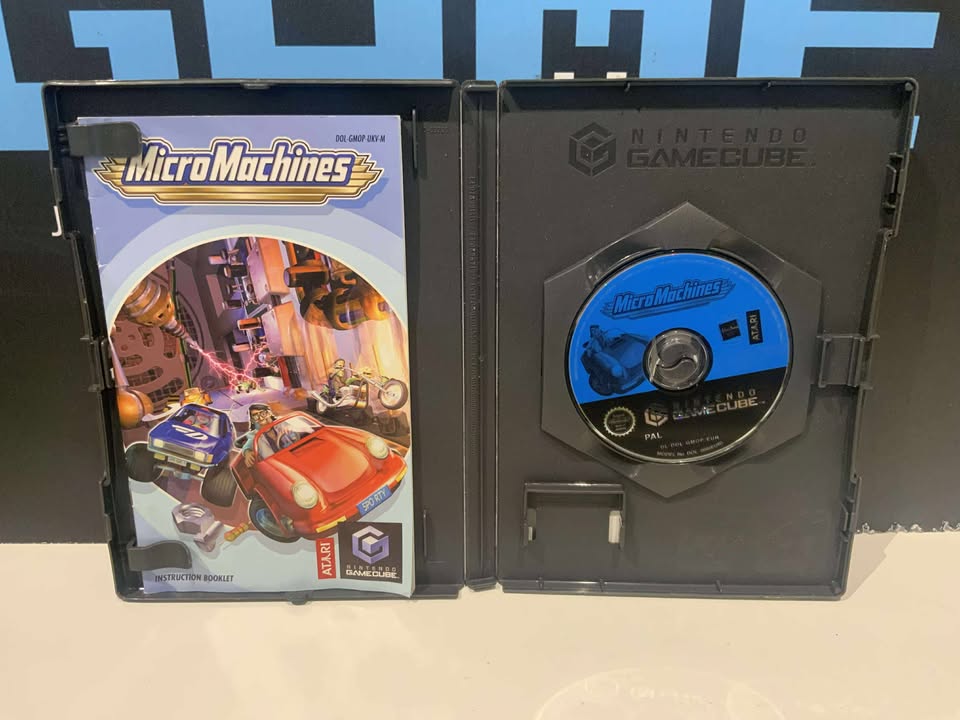 DOL-GMOP-UKV-M
MicroMachines
SPORTY
ATARI
NINTENDO
GAMECUBE
INSTRUCTION BOOKLET
NINTENDO
GAMECUBE
MicroMachines
ATARI
NINTENDO
GAMECUBE
PAL
DL-DOL-GMOP-EUR